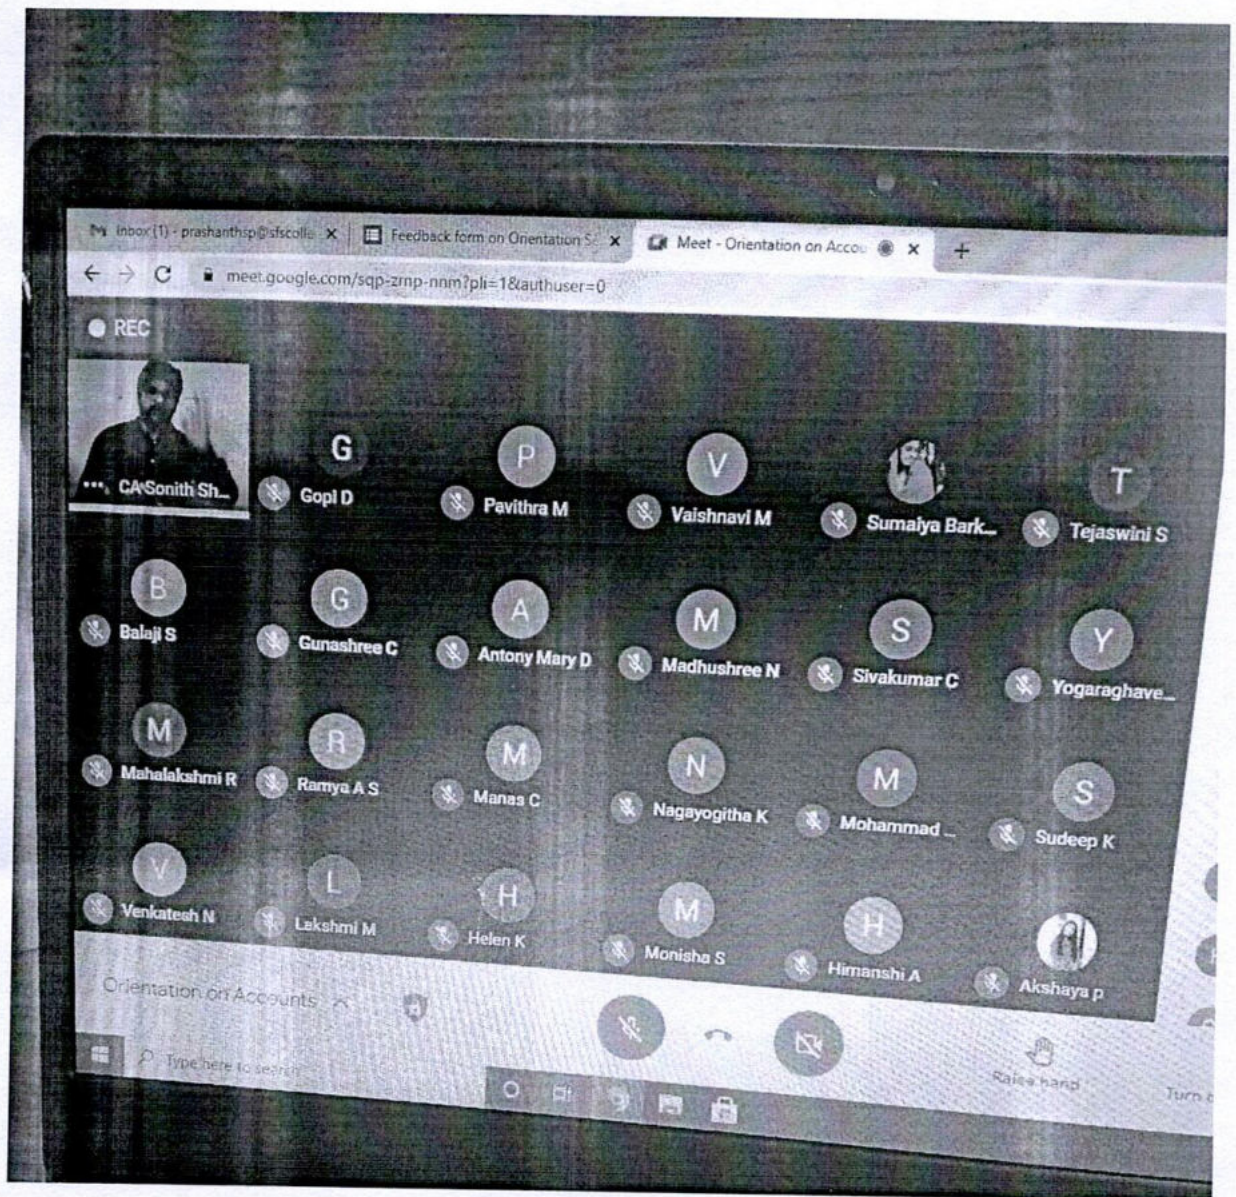 Inbox (1) - prashanthsp@sfscolle
Feedback form on Orientation S
Meet - Orientation on Accou
meet.google.com/sqp-zrnp-nnm?pli=1&authuser=0
REC
CA Sonith Sh...
G
Gopi D
P
Pavithra M
V
Vaishnavi M
Sumaiya Bark...
T
Tejaswini S
B
Balaji S
G
Gunashree C
A
Antony Mary D
M
Madhushree N
S
Sivakumar C
Y
Yogaraghave...
M
Mahalakshmi R
R
Ramya A S
M
Manas C
N
Nagayogitha K
M
Mohammad ...
S
Sudeep K
V
Venkatesh N
L
Lakshmi M
H
Helen K
M
Monisha S
H
Himanshi A
Akshaya p
Orientation on Accounts
Raise hand
Turn
Type here to search